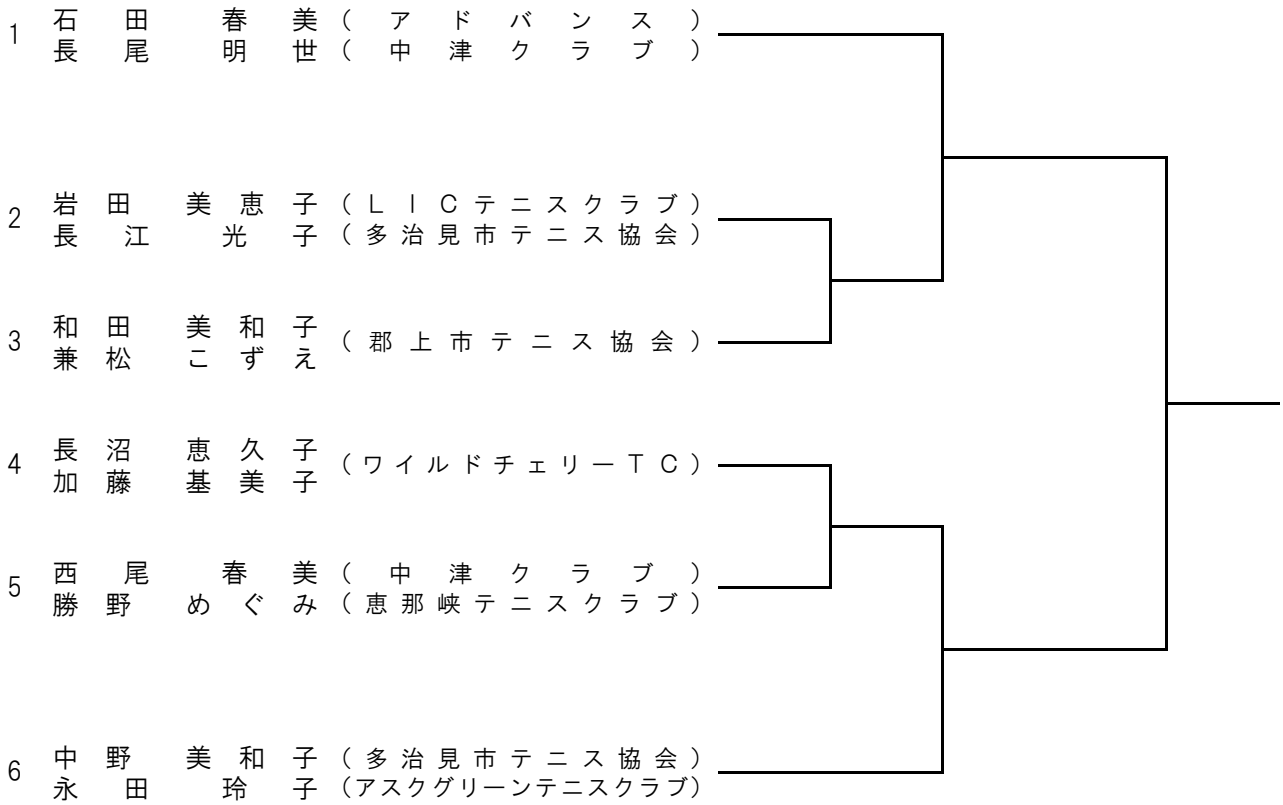 1 石田 春美 (アドバンス)
長尾 明世 (中津クラブ)
2 岩田 美恵子 (LICテニスクラブ)
長江 光子 (多治見市テニス協会)
3 和田 美和子 (郡上市テニス協会)
兼松 こずえ
4 長沼 恵久子 (ワイルドチェリーTC)
加藤 基美子
5 西尾 春美 (中津クラブ)
勝野 めぐみ (恵那峡テニスクラブ)
6 中野 美和子 (多治見市テニス協会)
永田 玲子 (アスクグリーンテニスクラブ)